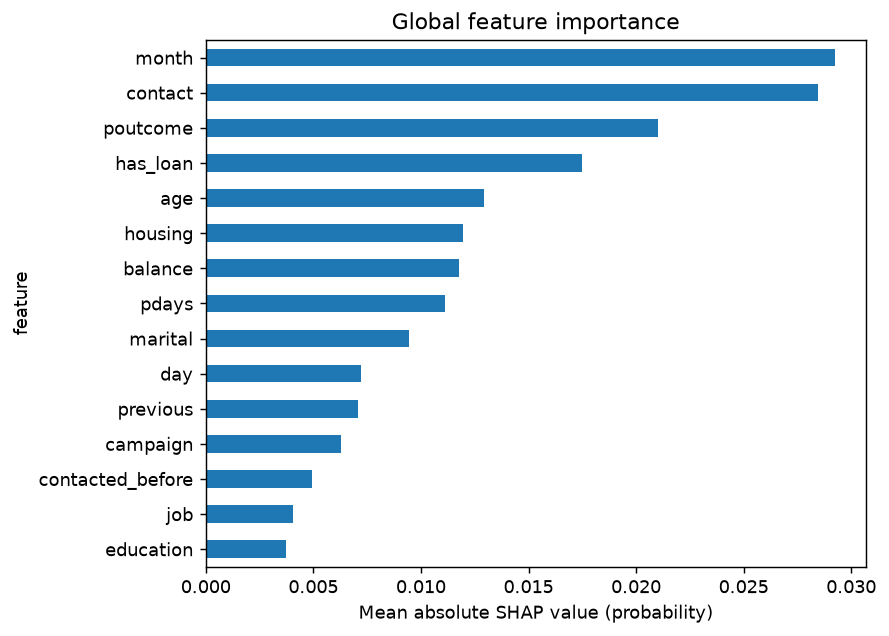 Global feature importance
month
contact
poutcome
has_loan
age
housing
balance
pdays
marital
day
previous
campaign
contacted_before
job
education
feature
0.000 0.005 0.010 0.015 0.020 0.025 0.030
Mean absolute SHAP value (probability)